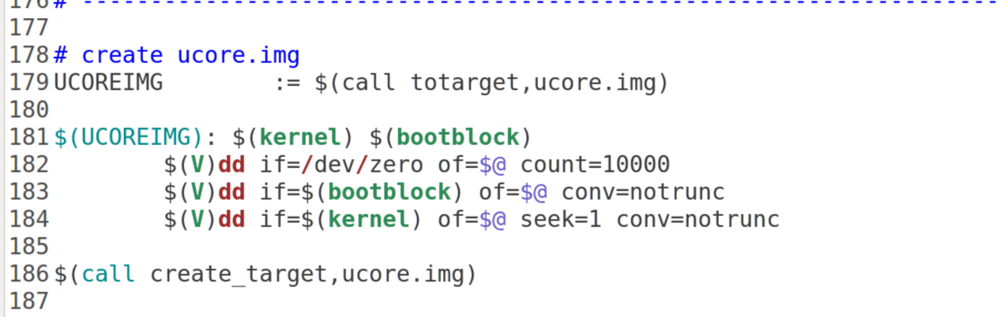 176# -------------------------------------------------------------------
177
178# create ucore.img
179UCOREIMG        := $(call totarget,ucore.img)
180
181$(UCOREIMG): $(kernel) $(bootblock)
182        $(V)dd if=/dev/zero of=$@ count=10000
183        $(V)dd if=$(bootblock) of=$@ conv=notrunc
184        $(V)dd if=$(kernel) of=$@ seek=1 conv=notrunc
185
186$(call create_target,ucore.img)
187